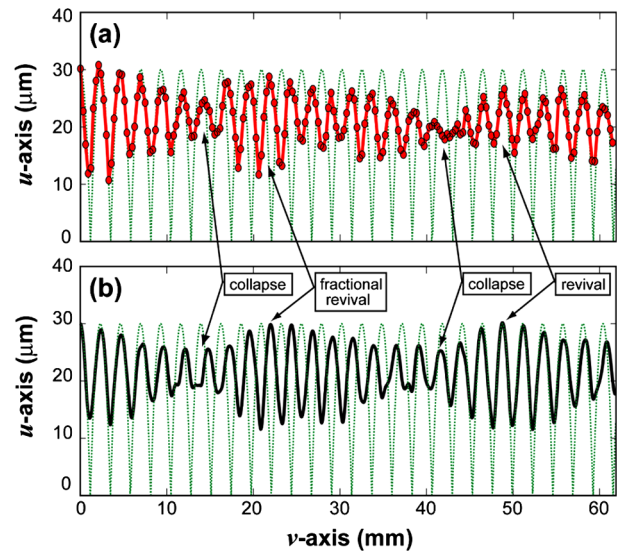 (a)
40
30
20
10
0
u-axis (μm)
collapse
fractional
revival
collapse
revival
(b)
40
30
20
10
0
u-axis (μm)
0 10 20 30 40 50 60
v-axis (mm)